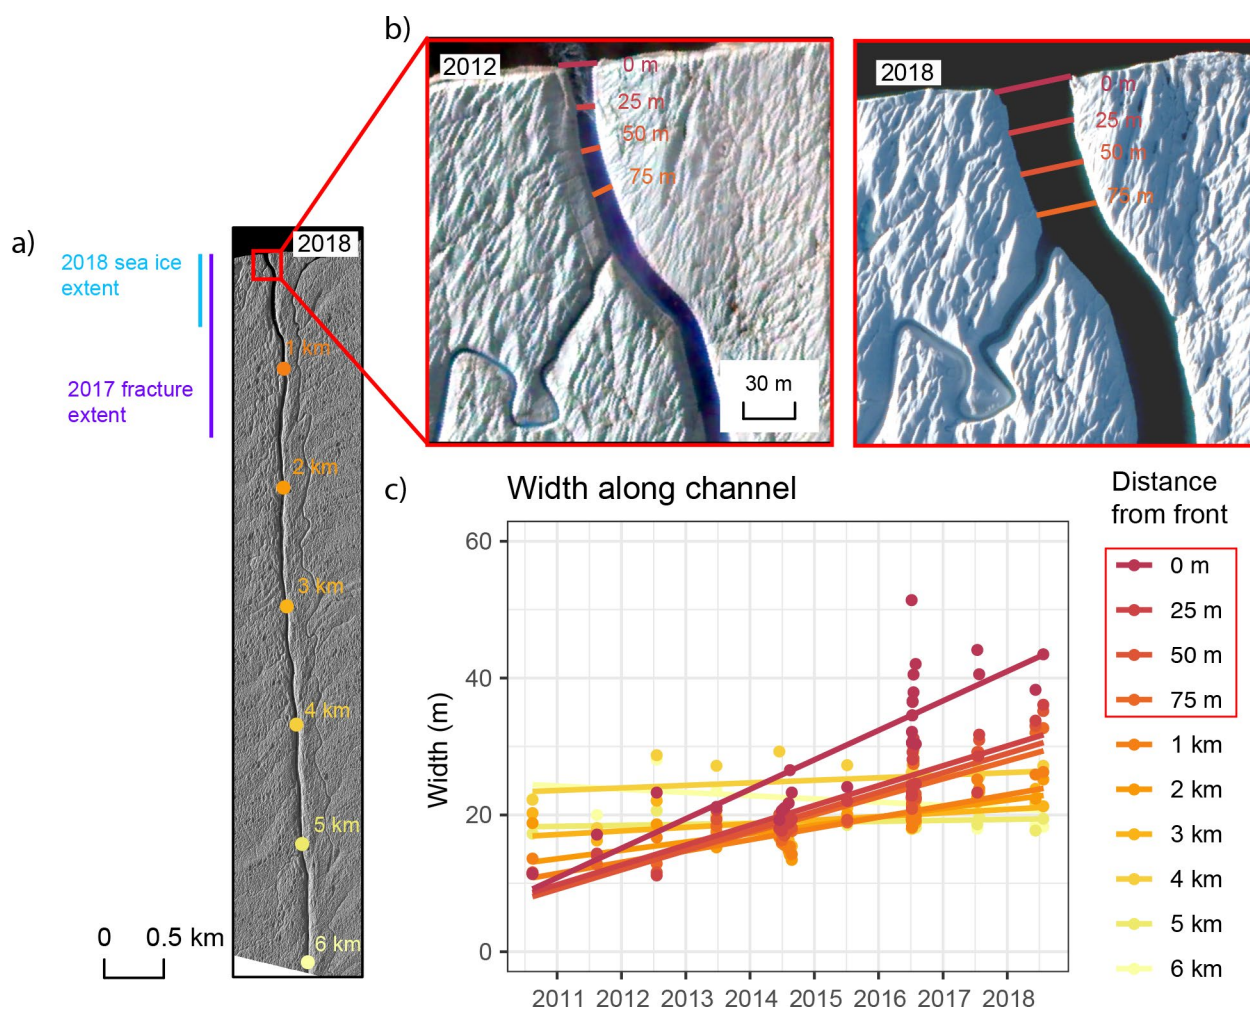 a)
2018 sea ice
extent
2017 fracture
extent
2018
1 km
2 km
3 km
4 km
5 km
6 km
0 0.5 km
b)
2012
0 m
25 m
50 m
75 m
30 m
2018
0 m
25 m
50 m
75 m
c)
Width along channel
Width (m)
60
40
20
0
2011 2012 2013 2014 2015 2016 2017 2018
Distance
from front
0 m
25 m
50 m
75 m
1 km
2 km
3 km
4 km
5 km
6 km